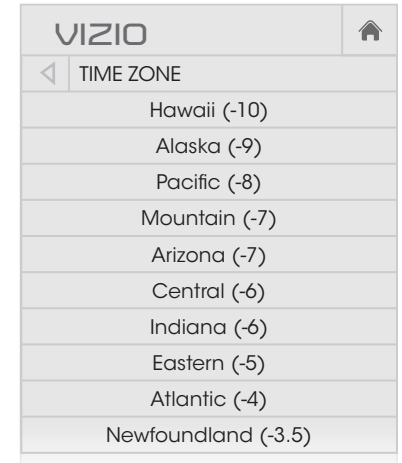 VIZIO
TIME ZONE
Hawaii (-10)
Alaska (-9)
Pacific (-8)
Mountain (-7)
Arizona (-7)
Central (-6)
Indiana (-6)
Eastern (-5)
Atlantic (-4)
Newfoundland (-3.5)